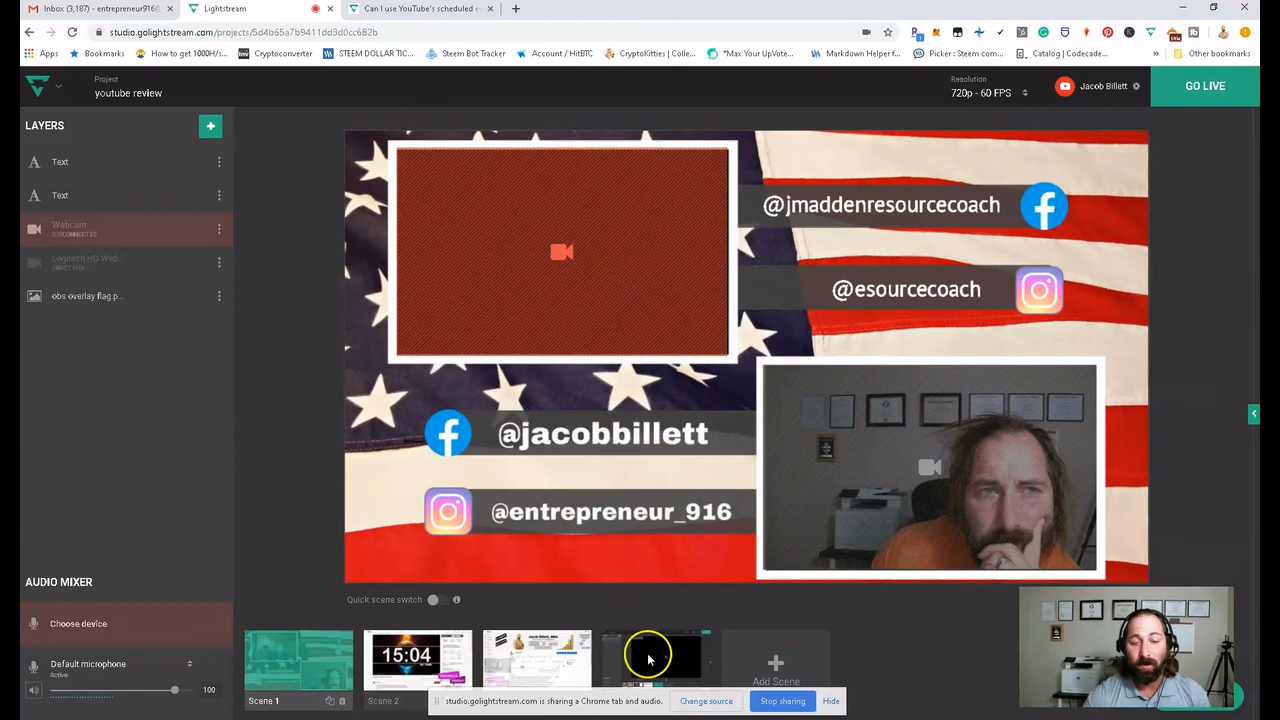 Inbox (3,187) - entrepreneur916
Lightstream
Can I use YouTube's scheduled e
studio.golightstream.com/projects/5d4b65a7b9411dd3d0cc682b
Apps
Bookmarks
How to get 1000Hf...
Cryptoconverter
STEEM DOLLAR TIC...
Steem Bot Tracker
Account / HitBTC
CryptoKitties | Colle...
*Max Your UpVote...
Markdown Helper f...
Picker : Steem com...
Catalog | Codecade...
»
Other bookmarks
Project
youtube review
Resolution
720p - 60 FPS
Jacob Billett
GO LIVE
LAYERS
Text
Text
Webcam
DISCONNECTED
Logitech HD Web...
obs overlay flag.p...
@jmaddenresourcecoach
@esourcecoach
@jacobbillett
@entrepreneur_916
AUDIO MIXER
Choose device
Default microphone
Active
100
Quick scene switch
15:04
Scene 1
Scene 2
Add Scene
studio.golightstream.com is sharing a Chrome tab and audio.
Change source
Stop sharing
Hide